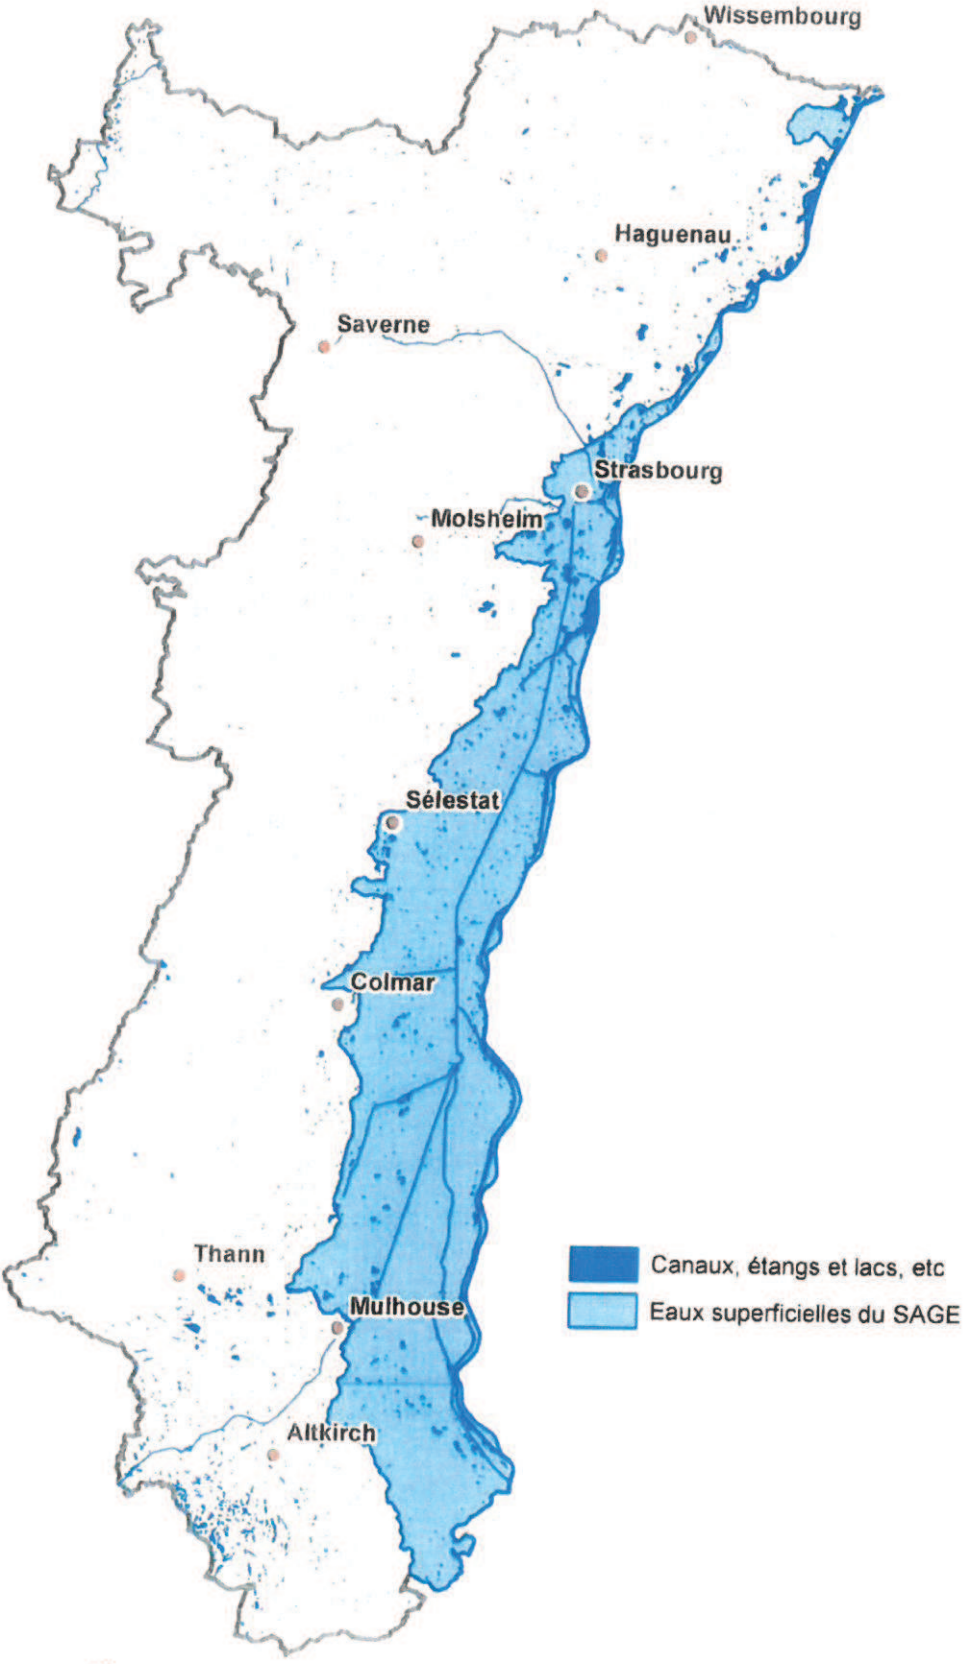 Wissembourg
Haguenau
Saverne
Strasbourg
Molsheim
Sélestat
Colmar
Thann
Canaux, étangs et lacs, etc
Eaux superficielles du SAGE
Mulhouse
Altkirch